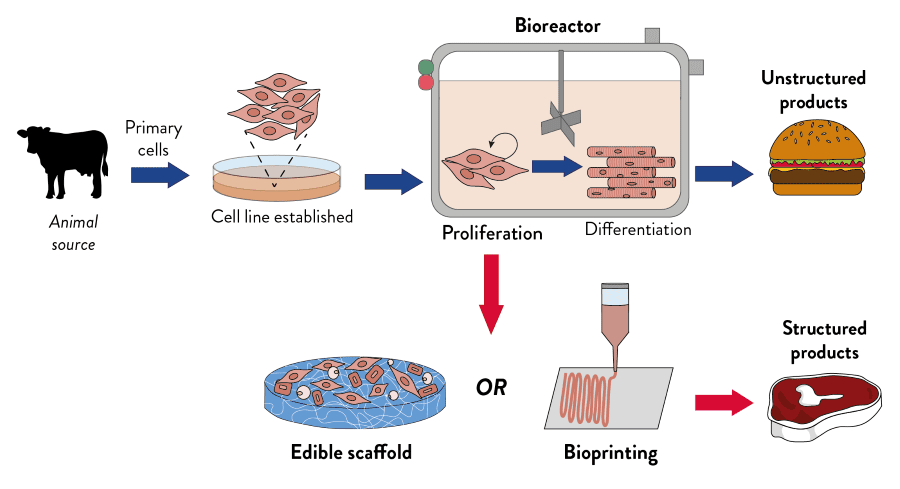 Bioreactor
Unstructured
products
Primary
cells
Animal
source
Cell line established
Proliferation
Differentiation
Structured
products
OR
Edible scaffold
Bioprinting